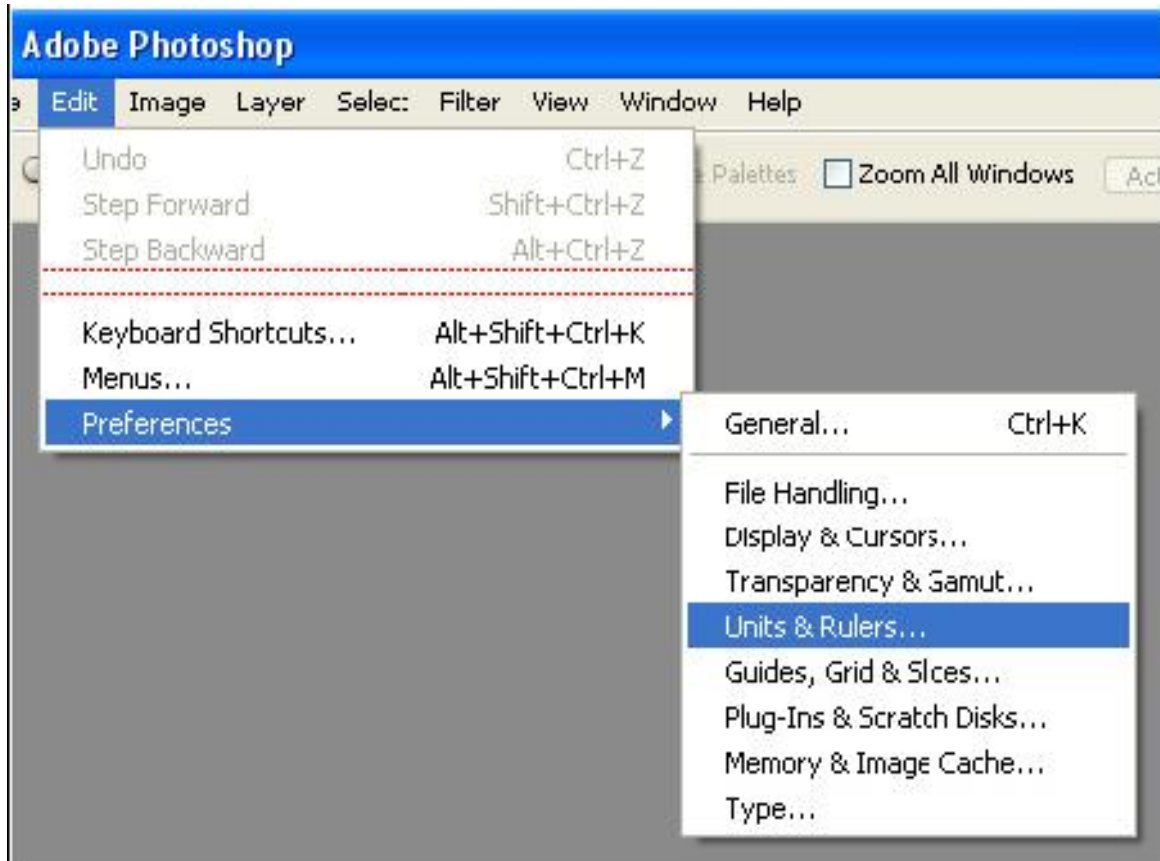 Adobe Photoshop
Edit Image Layer Select Filter View Window Help
Undo Ctrl+Z
Palettes Zoom All Windows
Step Forward Shift+Ctrl+Z
Step Backward Alt+Ctrl+Z
Keyboard Shortcuts... Alt+Shift+Ctrl+K
Menus... Alt+Shift+Ctrl+M
Preferences
General... Ctrl+K
File Handling...
Display & Cursors...
Transparency & Gamut...
Units & Rulers...
Guides, Grid & Slices...
Plug-Ins & Scratch Disks...
Memory & Image Cache...
Type...